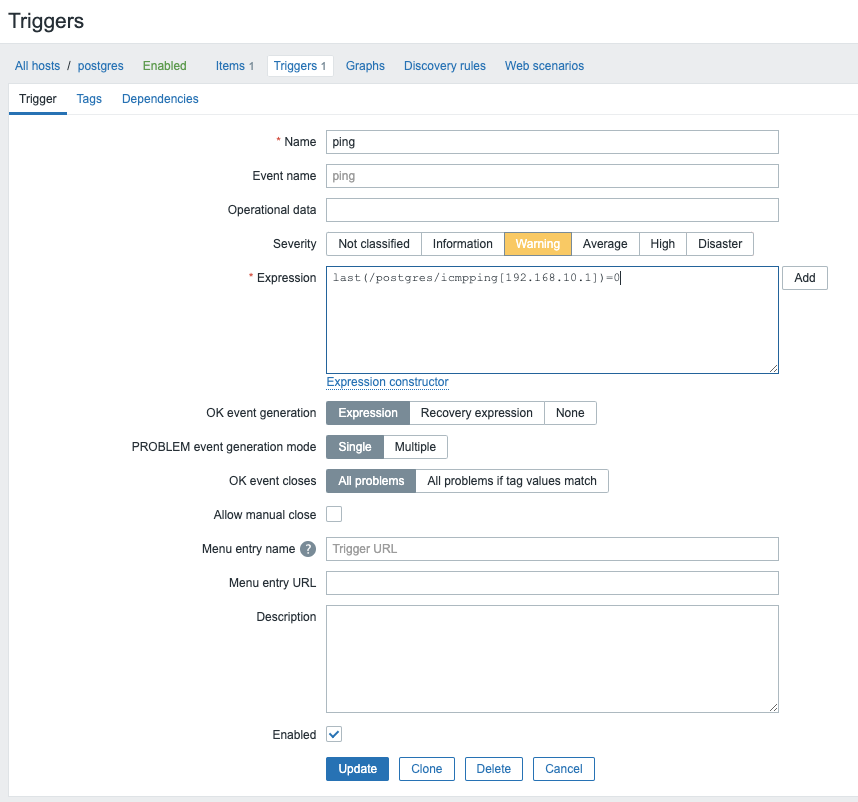 Triggers
All hosts / postgres Enabled Items 1 Triggers 1 Graphs Discovery rules Web scenarios
Trigger Tags Dependencies
* Name ping
Event name ping
Operational data
Severity Not classified Information Warning Average High Disaster
* Expression last(/postgres/icmpping[192.168.10.1])=0 Add
Expression constructor
OK event generation Expression Recovery expression None
PROBLEM event generation mode Single Multiple
OK event closes All problems All problems if tag values match
Allow manual close
Menu entry name ? Trigger URL
Menu entry URL
Description
Enabled
Update Clone Delete Cancel